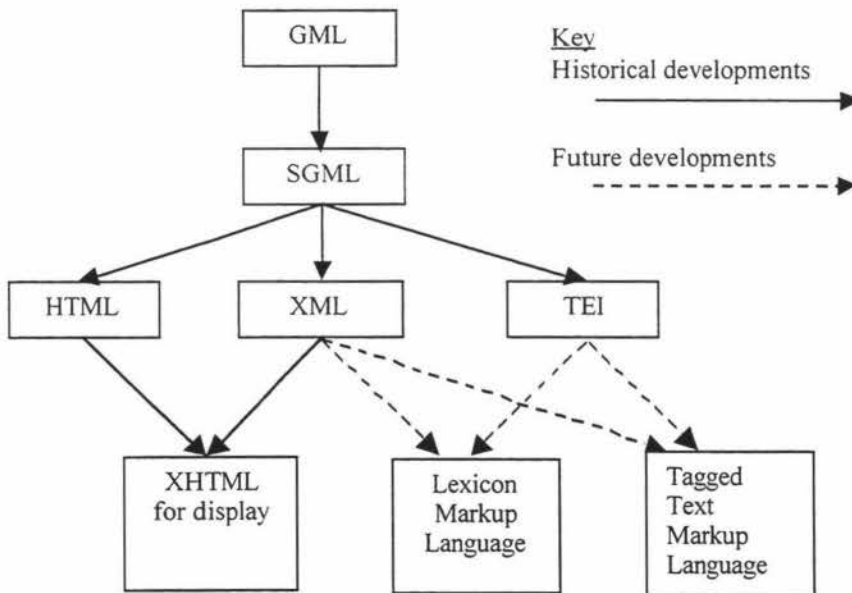 GML
Key
Historical developments
Future developments
SGML
HTML
XML
TEI
XHTML
for display
Lexicon
Markup
Language
Tagged
Text
Markup
Language